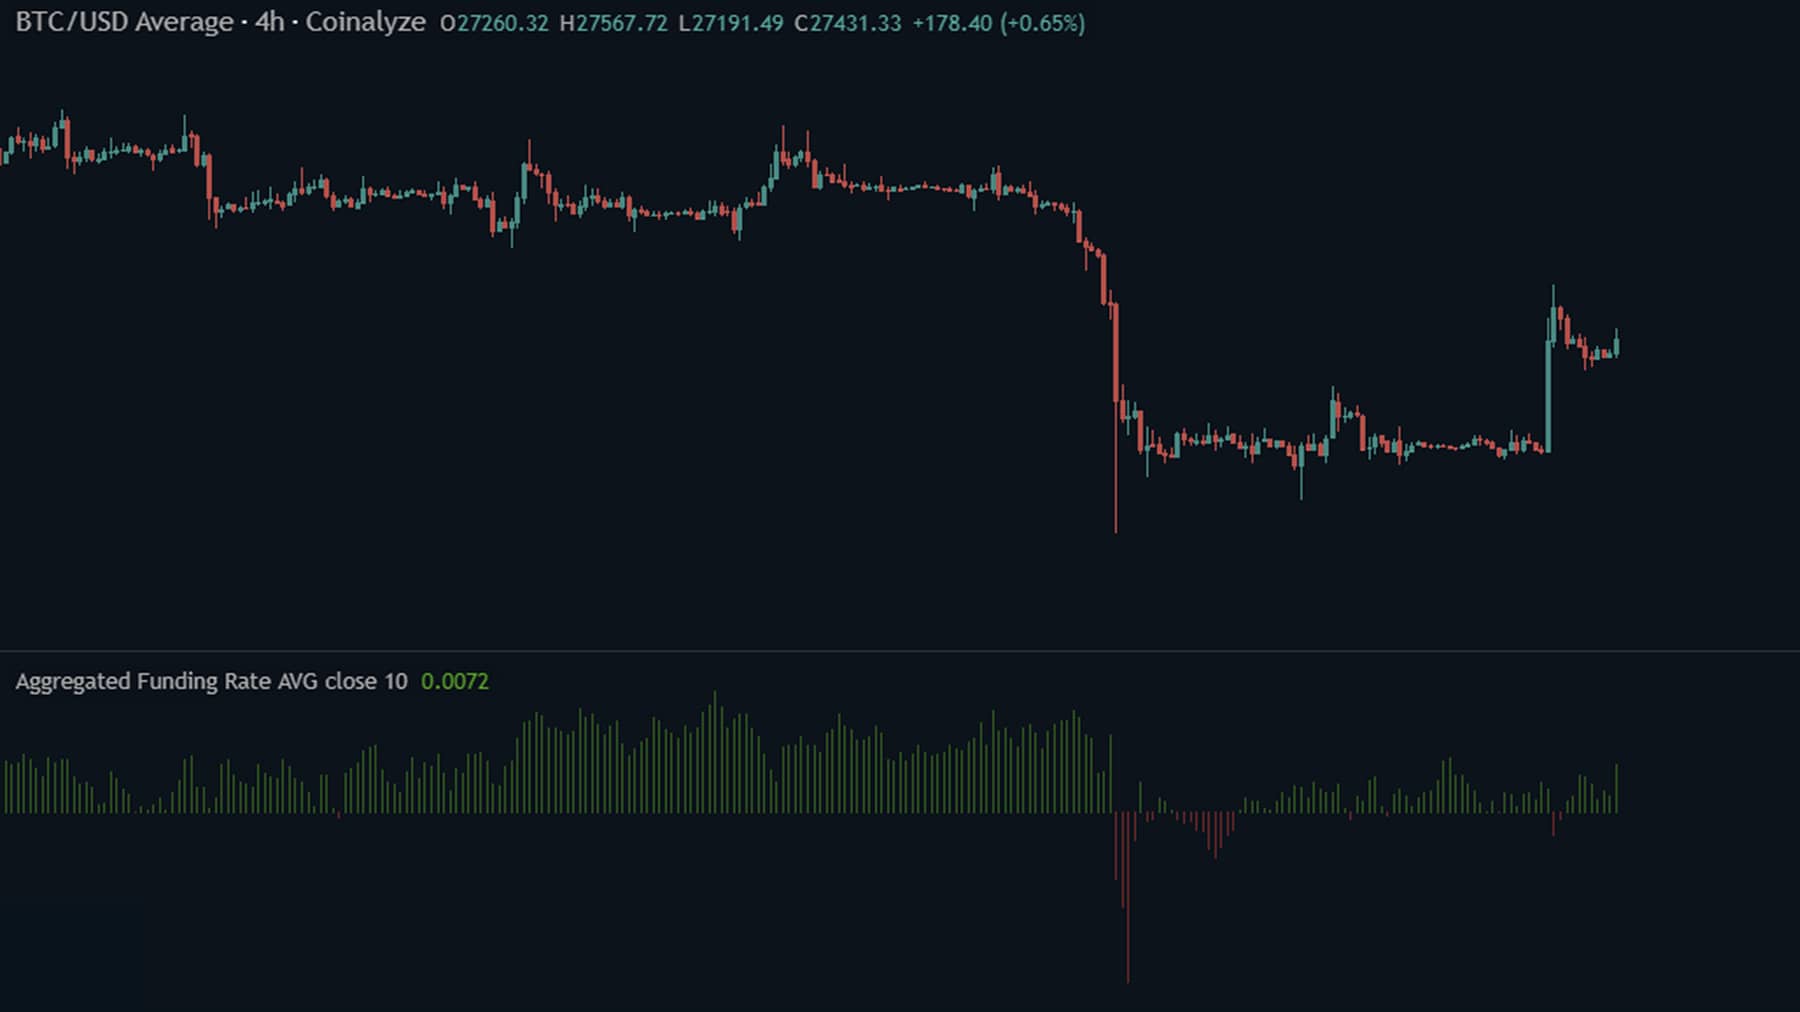 BTC/USD Average · 4h · Coinalyze O27260.32 H27567.72 L27191.49 C27431.33 +178.40 (+0.65%)
Aggregated Funding Rate AVG close 10 0.0072